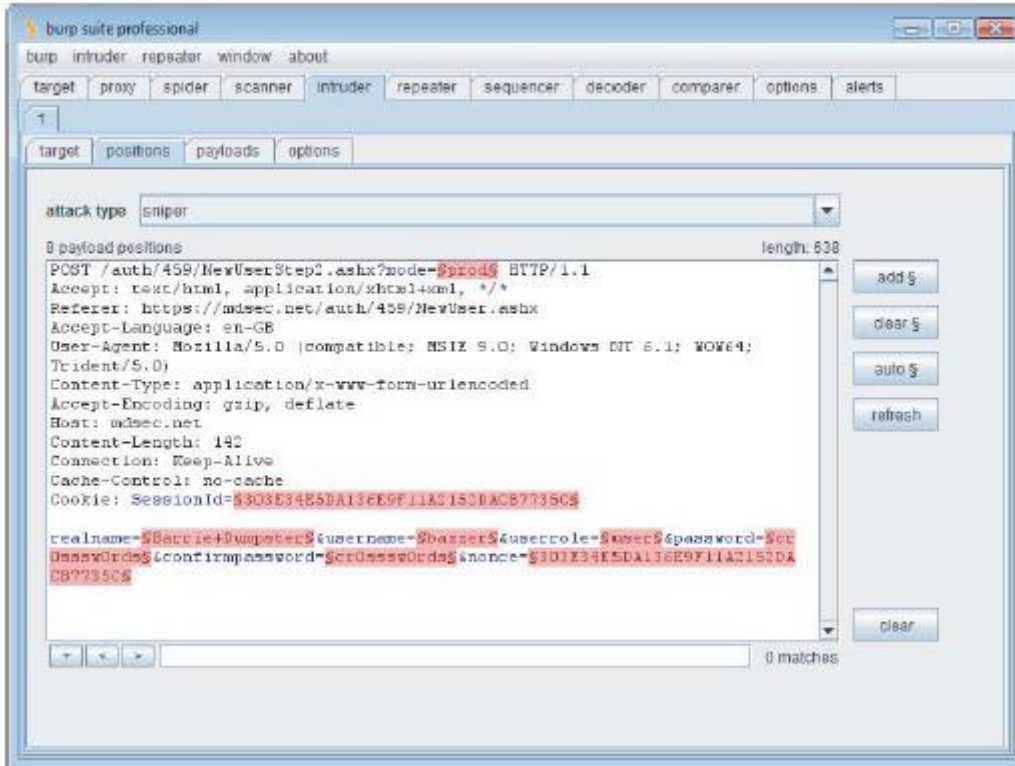 burp suite professional
burp intruder repeater window about
target proxy spider scanner intruder repeater sequencer decoder comparer options alerts
1
target positions payloads options
attack type sniper
8 payload positions length: 638
POST /auth/459/NewUserStep2.ashx?mode=§prod§ HTTP/1.1
Accept: text/html, application/xhtml+xml, */*
Referer: https://mdsec.net/auth/459/NewUser.ashx
Accept-Language: en-GB
User-Agent: Mozilla/5.0 (compatible; MSIE 9.0; Windows NT 6.1; WOW64;
Trident/5.0)
Content-Type: application/x-www-form-urlencoded
Accept-Encoding: gzip, deflate
Host: mdsec.net
Content-Length: 142
Connection: Keep-Alive
Cache-Control: no-cache
Cookie: SessionId=§303E34E5DA136E9F11A2152DACB7735C§
realname=§Barrie+Dumpster§&username=§bazzer§&userrole=§user§&password=§cr
0sssw0rds§&confirmpassword=§cr0sssw0rds§&nonce=§303E34E5DA136E9F11A2152DA
CB7735C§
add §
clear §
auto §
refresh
clear
+ < >
0 matches